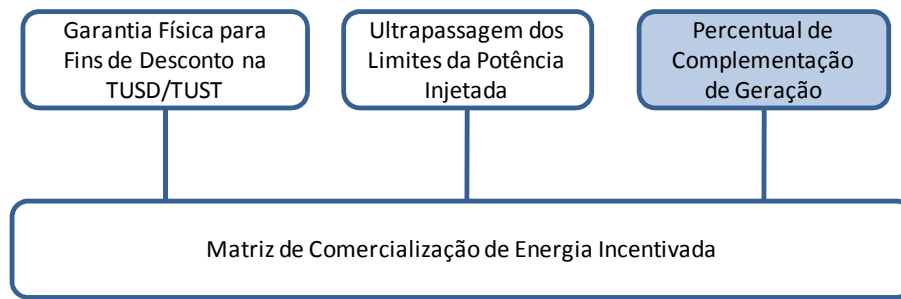 Garantia Física para
Fins de Desconto na
TUSD/TUST
Ultrapassagem dos
Limites da Potência
Injetada
Percentual de
Complementação
de Geração
Matriz de Comercialização de Energia Incentivada